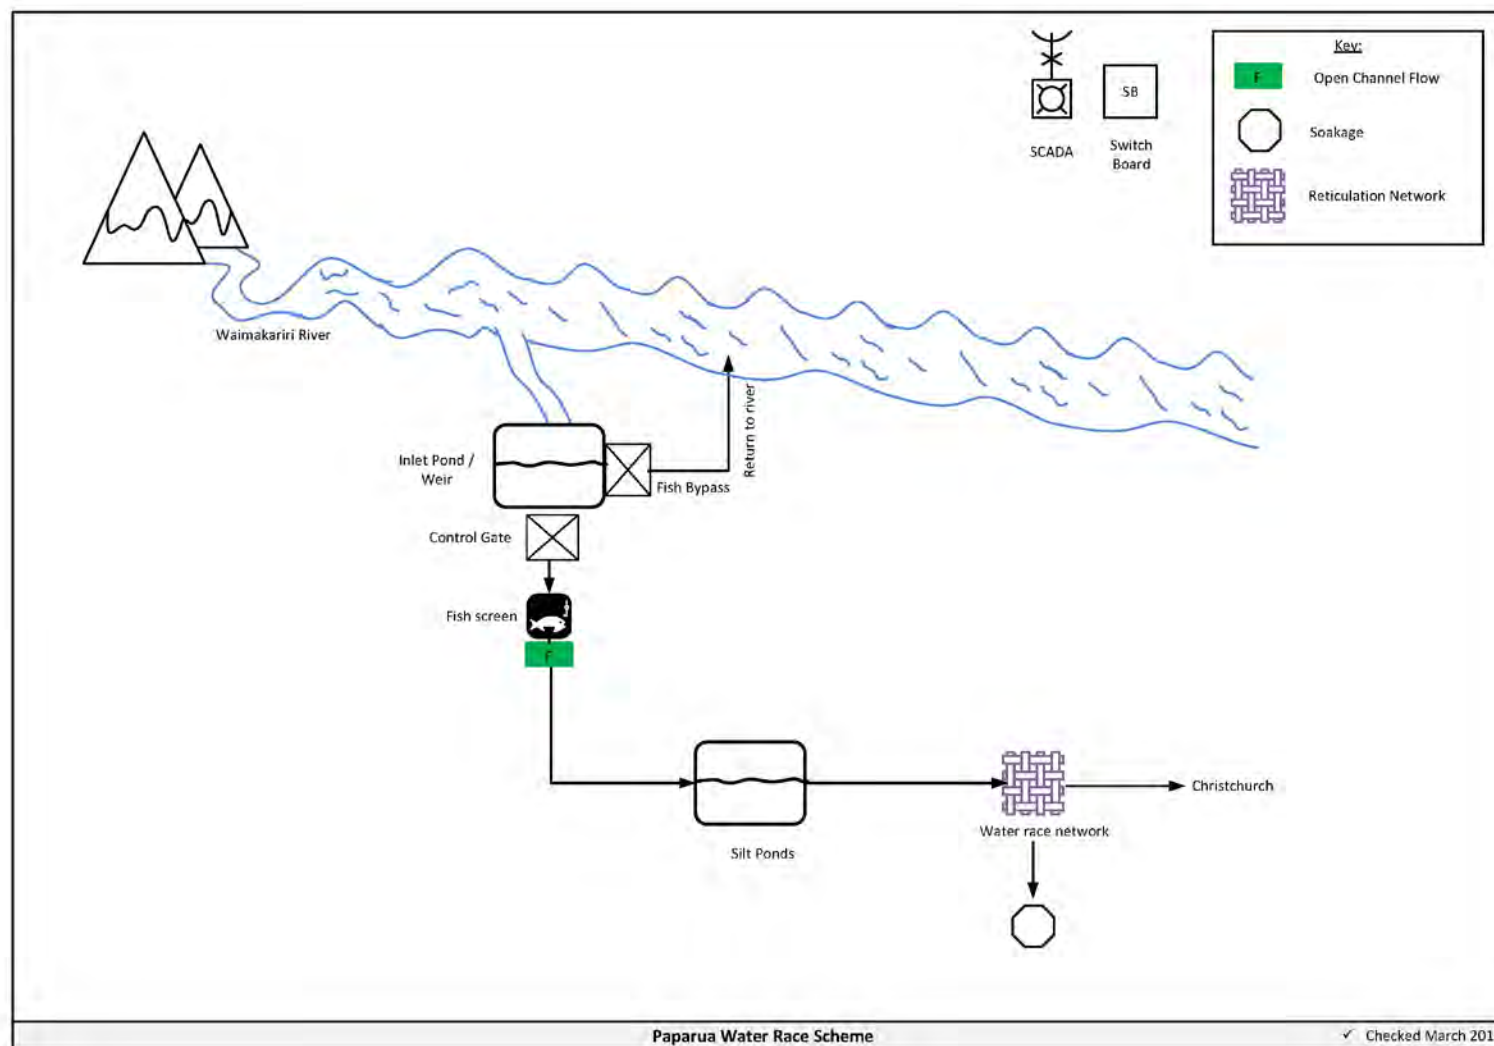 Key:
F
Open Channel Flow
SB
Soakage
SCADA
Switch
Board
Reticulation Network
Waimakariri River
Return to river
Inlet Pond /
Weir
Fish Bypass
Control Gate
Fish screen
F
Christchurch
Water race network
Silt Ponds
Paparua Water Race Scheme
✓ Checked March 201